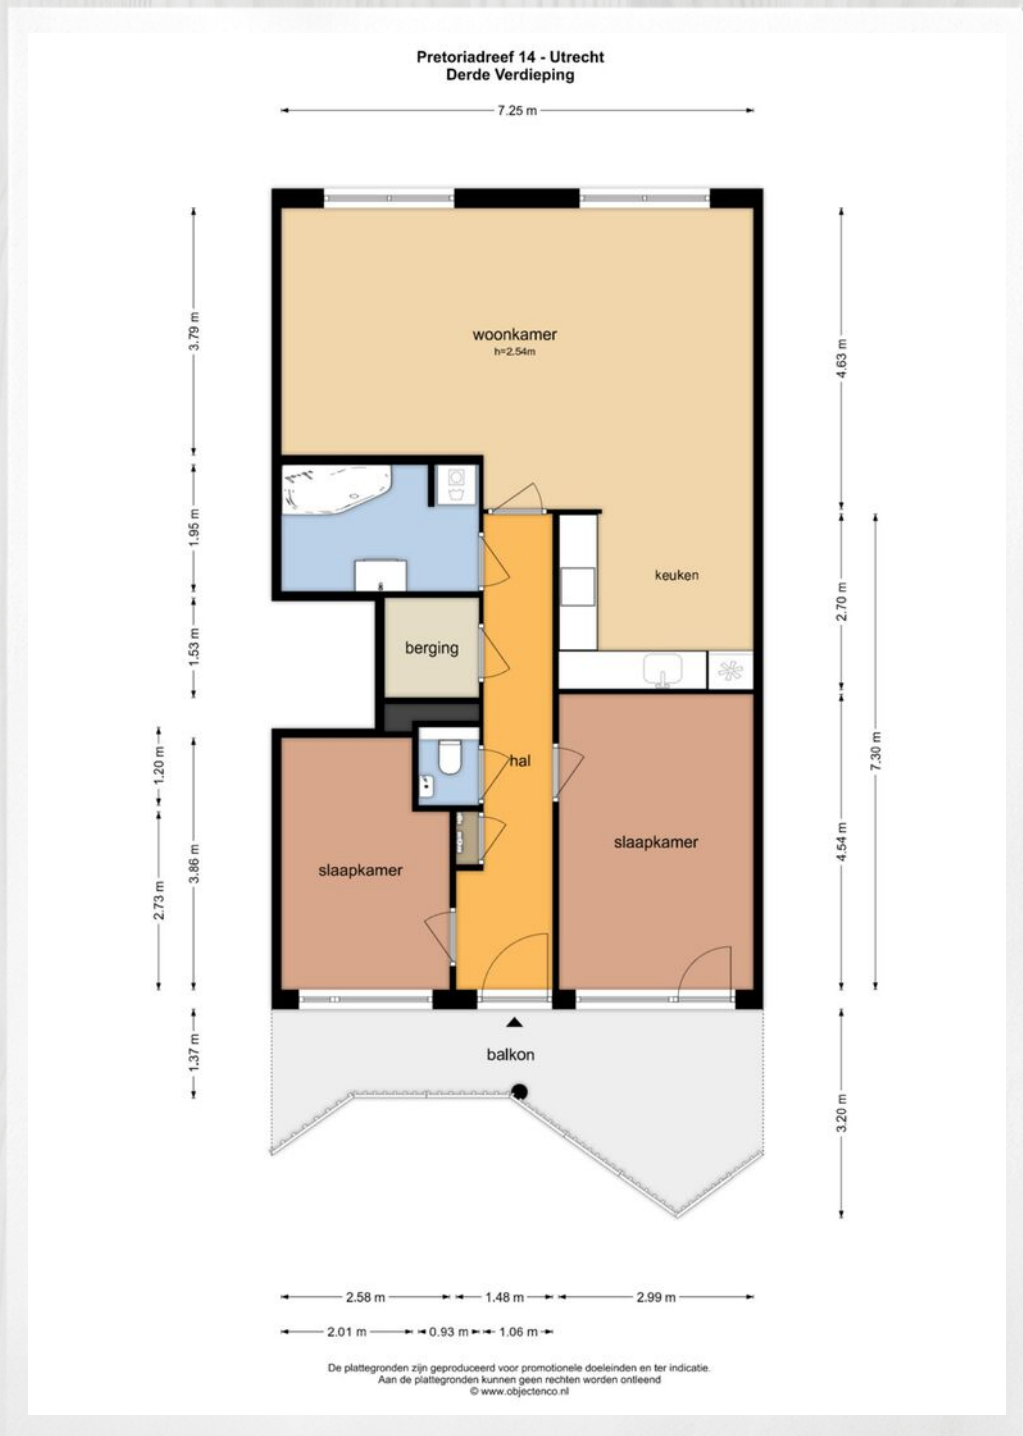 Pretoriadreef 14 - Utrecht
Derde Verdieping
7.25 m
3.79 m
woonkamer
h=2.54m
4.63 m
1.95 m
keuken
2.70 m
1.53 m
berging
7.30 m
1.20 m
hal
4.54 m
slaapkamer
3.86 m
slaapkamer
2.73 m
1.37 m
balkon
3.20 m
2.58 m
1.48 m
2.99 m
2.01 m
0.93 m
1.06 m
De plattegronden zijn geproduceerd voor promotionele doeleinden en ter indicatie.
Aan de plattegronden kunnen geen rechten worden ontleend
© www.objectenco.nl